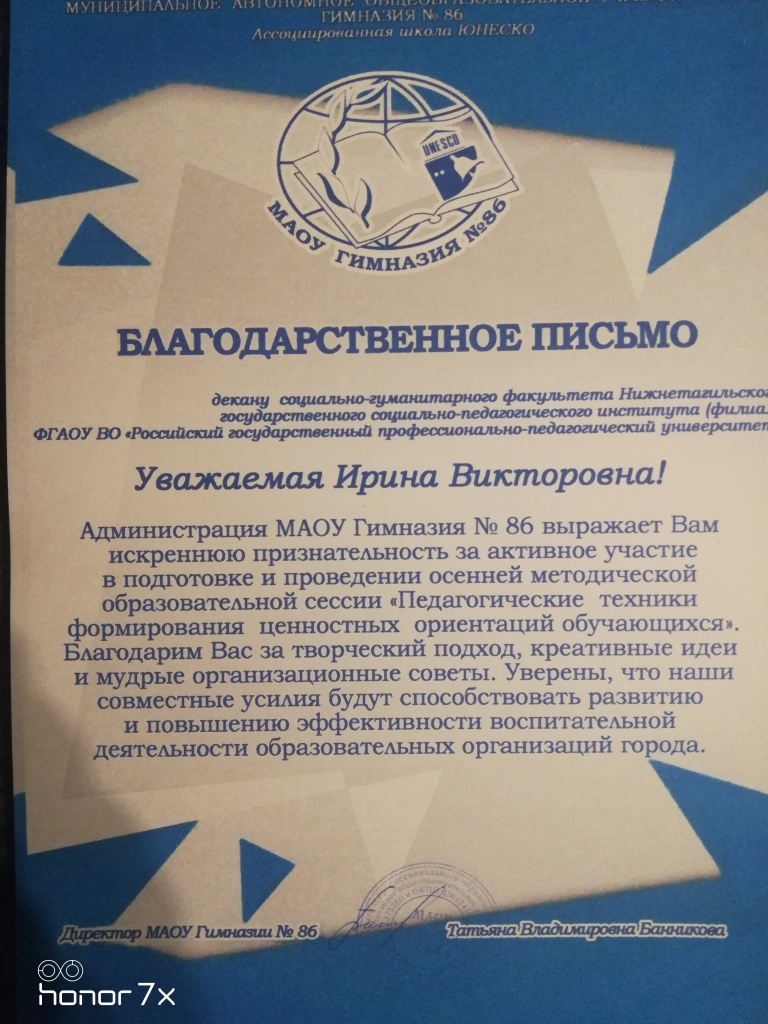 МУНИЦИПАЛЬНОЕ АВТОНОМНОЕ ОБЩЕОБРАЗОВАТЕЛЬНОЕ
ГИМНАЗИЯ № 86
Ассоциированная школа ЮНЕСКО
UNESCO
МАОУ ГИМНАЗИЯ №86
БЛАГОДАРСТВЕННОЕ ПИСЬМО
декану социально-гуманитарного факультета Нижнетагильског
государственного социально-педагогического института (филиал
ФГАОУ ВО «Российский государственный профессионально-педагогический университет
Уважаемая Ирина Викторовна!
Администрация МАОУ Гимназия № 86 выражает Вам
искреннюю признательность за активное участие
в подготовке и проведении осенней методической
образовательной сессии «Педагогические техники
формирования ценностных ориентаций обучающихся».
Благодарим Вас за творческий подход, креативные идеи
и мудрые организационные советы. Уверены, что наши
совместные усилия будут способствовать развитию
и повышению эффективности воспитательной
деятельности образовательных организаций города.
Директор МАОУ Гимназии № 86 Татьяна Владимировна Банникова
honor 7x